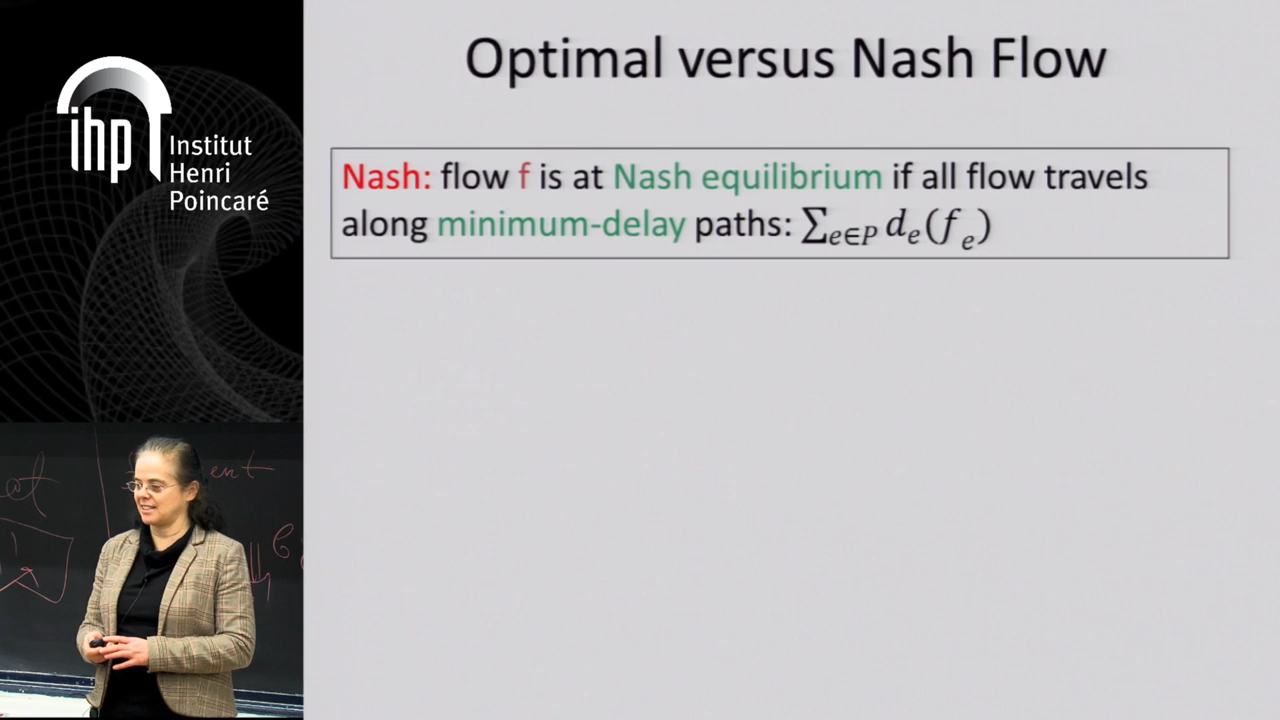 ihp
Institut
Henri
Poincaré
Optimal versus Nash Flow
Nash: flow f is at Nash equilibrium if all flow travels
along minimum-delay paths: ∑e∈P de(fe)